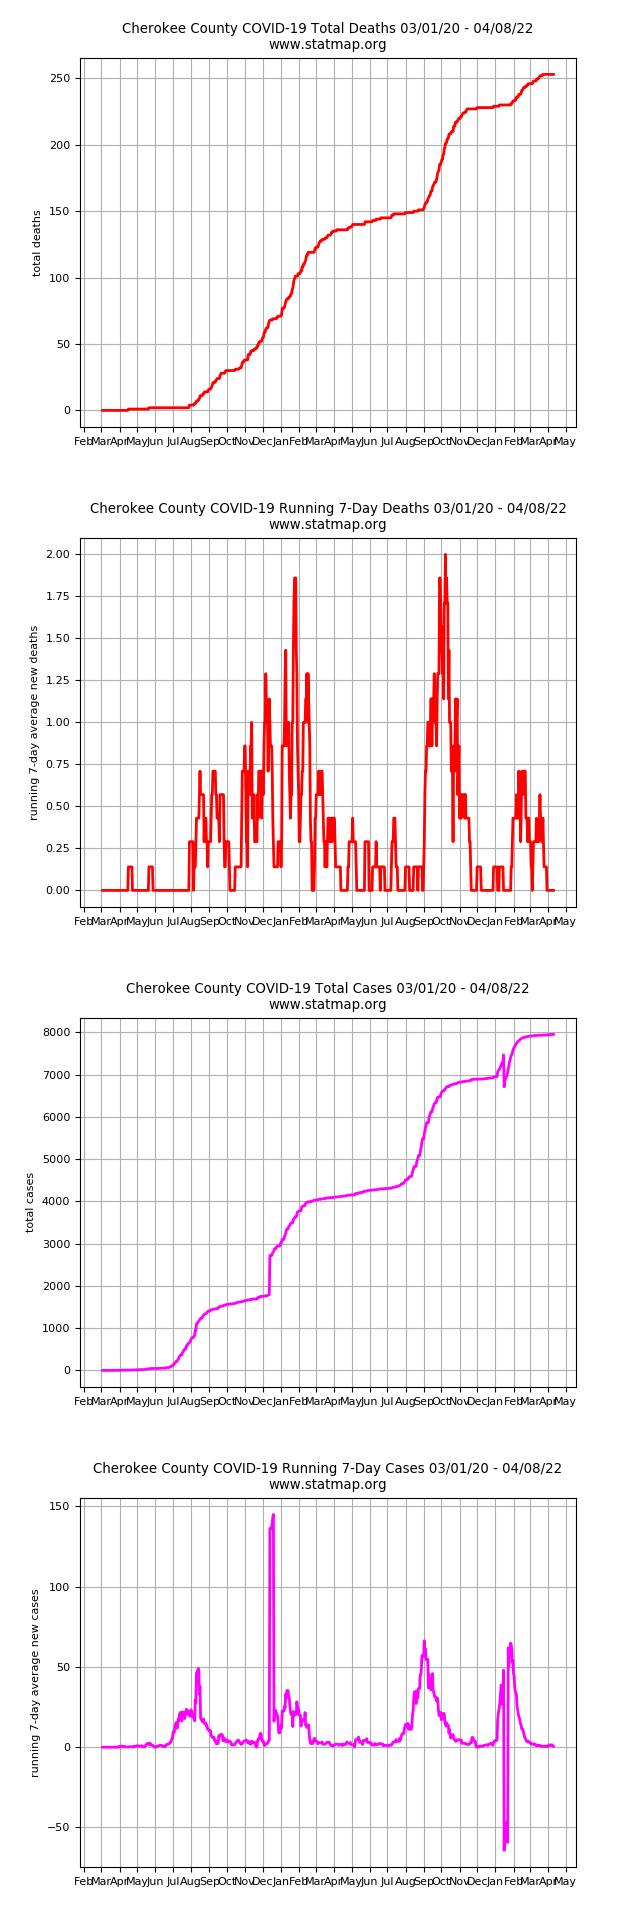 Cherokee County COVID-19 Total Deaths 03/01/20 - 04/08/22
www.statmap.org
total deaths
250
200
150
100
50
0
Feb Mar Apr May Jun Jul Aug Sep Oct Nov Dec Jan Feb Mar Apr May Jun Jul Aug Sep Oct Nov Dec Jan Feb Mar Apr May
Cherokee County COVID-19 Running 7-Day Deaths 03/01/20 - 04/08/22
www.statmap.org
running 7-day average new deaths
2.00
1.75
1.50
1.25
1.00
0.75
0.50
0.25
0.00
Feb Mar Apr May Jun Jul Aug Sep Oct Nov Dec Jan Feb Mar Apr May Jun Jul Aug Sep Oct Nov Dec Jan Feb Mar Apr May
Cherokee County COVID-19 Total Cases 03/01/20 - 04/08/22
www.statmap.org
total cases
8000
7000
6000
5000
4000
3000
2000
1000
0
Feb Mar Apr May Jun Jul Aug Sep Oct Nov Dec Jan Feb Mar Apr May Jun Jul Aug Sep Oct Nov Dec Jan Feb Mar Apr May
Cherokee County COVID-19 Running 7-Day Cases 03/01/20 - 04/08/22
www.statmap.org
running 7-day average new cases
150
100
50
0
−50
Feb Mar Apr May Jun Jul Aug Sep Oct Nov Dec Jan Feb Mar Apr May Jun Jul Aug Sep Oct Nov Dec Jan Feb Mar Apr May